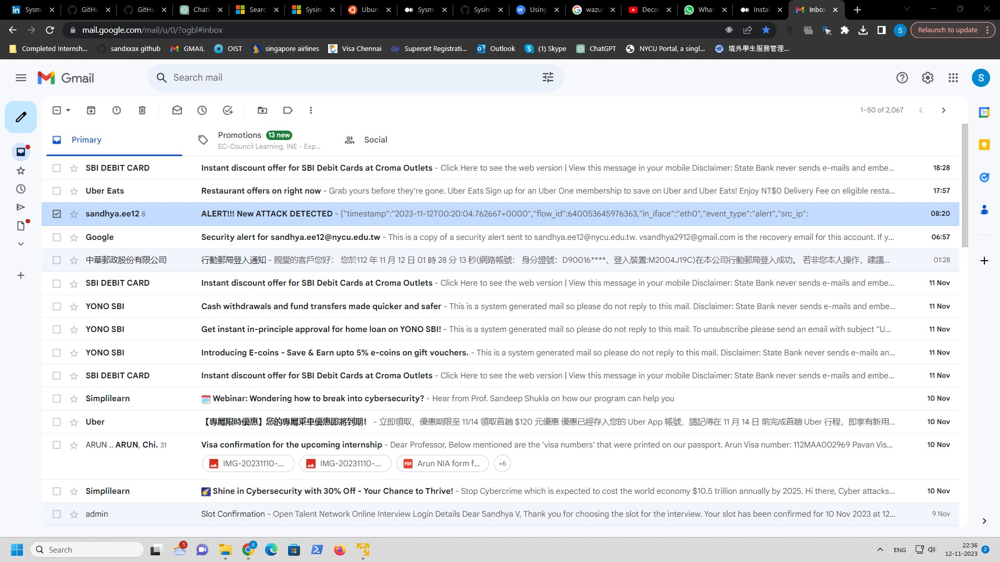 Sysm
GitHu
GitHu
Chat
Searc
Sysin
Ubun
Sysm
Sysin
Using
wazul
Deco
What
Instal
Inbox
mail.google.com/mail/u/0/?ogbl#inbox
Relaunch to update
Completed Internsh...
sandxxax github
GMAIL
OIST
singapore airlines
Visa Chennai
Superset Registrati...
Outlook
(1) Skype
ChatGPT
NYCU Portal, a singl...
境外學生服務管理...
Gmail
Search mail
S
1–50 of 2,067
Primary
Promotions 13 new
EC-Council Learning, INE - Exp...
Social
SBI DEBIT CARD Instant discount offer for SBI Debit Cards at Croma Outlets - Click Here to see the web version | View this message in your mobile Disclaimer: State Bank never sends e-mails and embe... 18:28
Uber Eats Restaurant offers on right now - Grab yours before they're gone. Uber Eats Sign up for an Uber One membership to save on Uber and Uber Eats! Enjoy NT$0 Delivery Fee on eligible resta... 17:57
sandhya.ee12 8 ALERT!!! New ATTACK DETECTED - {"timestamp":"2023-11-12T00:20:04.762667+0000","flow_id":640053645976363,"in_iface":"eth0","event_type":"alert","src_ip": 08:20
Google Security alert for sandhya.ee12@nycu.edu.tw - This is a copy of a security alert sent to sandhya.ee12@nycu.edu.tw. vsandhya2912@gmail.com is the recovery email for this account. If y... 06:57
中華郵政股份有限公司 行動郵局登入通知 - 親愛的客戶您好： 您於112 年 11 月 12 日 01 時 28 分 13 秒(網路帳號： 身分證號：D90016****、登入裝置:M2004J19C)在本公司行動郵局登入成功。 若非您本人操作，建議... 01:28
SBI DEBIT CARD Instant discount offer for SBI Debit Cards at Croma Outlets - Click Here to see the web version | View this message in your mobile Disclaimer: State Bank never sends e-mails and embe... 11 Nov
YONO SBI Cash withdrawals and fund transfers made quicker and safer - This is a system generated mail so please do not reply to this mail. Disclaimer: State Bank never sends e-mails and embe... 11 Nov
YONO SBI Get instant in-principle approval for home loan on YONO SBI! - This is a system generated mail so please do not reply to this mail. To unsubscribe please send an email with subject "U... 11 Nov
YONO SBI Introducing E-coins - Save & Earn upto 5% e-coins on gift vouchers. - This is a system generated mail so please do not reply to this mail. Disclaimer: State Bank never sends e-mails an... 11 Nov
SBI DEBIT CARD Instant discount offer for SBI Debit Cards at Croma Outlets - Click Here to see the web version | View this message in your mobile Disclaimer: State Bank never sends e-mails and embe... 11 Nov
Simplilearn Webinar: Wondering how to break into cybersecurity? - Hear from Prof. Sandeep Shukla on how our program can help you 10 Nov
Uber 【專屬限時優惠】您的專屬乘車優惠即將到期！ - 立即領取，優惠期限至 11/14 領取首趟 $120 元優惠 優惠已經存入您的 Uber App 帳號，請記得在 11 月 14 日 前完成首趟 Uber 行程，即享有新用... 10 Nov
ARUN .. ARUN, Chi. 31 Visa confirmation for the upcoming internship - Dear Professor, Below mentioned are the 'visa numbers' that were printed on our passport. Arun Visa number: 112MAA002969 Pavan Vis... 10 Nov
IMG-20231110-...
IMG-20231110-...
PDF Arun NIA form f...
+6
Simplilearn Shine in Cybersecurity with 30% Off - Your Chance to Thrive! - Stop Cybercrime which is expected to cost the world economy $10.5 trillion annually by 2025. Hi there, Cyber attacks... 10 Nov
admin Slot Confirmation - Open Talent Network Online Interview Login Details Dear Sandhya V, Thank you for choosing the slot for the interview. Your slot has been confirmed for 10 Nov 2023 at 12... 9 Nov
Search
1
ENG
22:36
12-11-2023
2